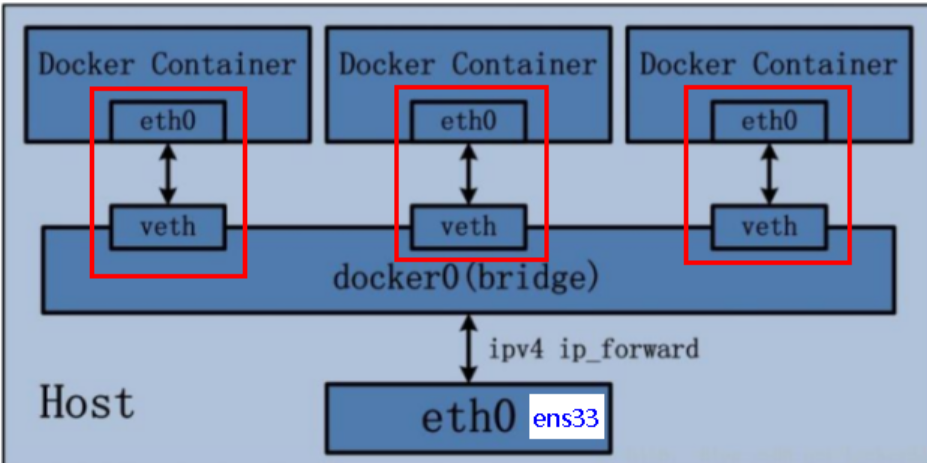 Docker Container Docker Container Docker Container
eth0 eth0 eth0
veth veth veth
docker0(bridge)
ipv4 ip_forward
Host
eth0 ens33